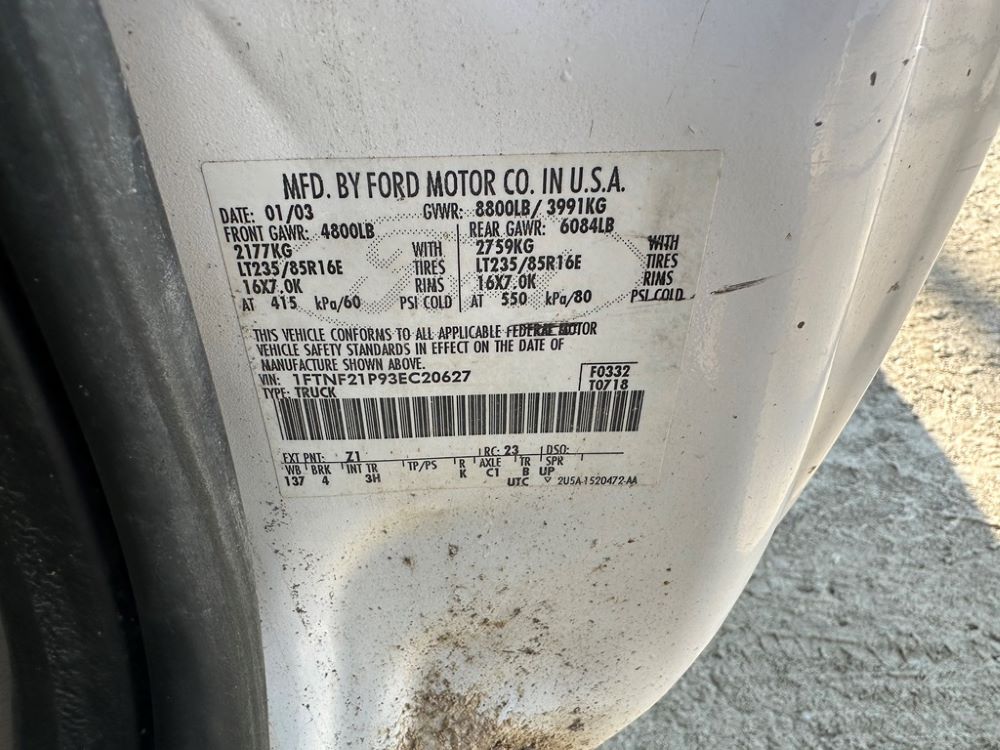 MFD. BY FORD MOTOR CO. IN U.S.A.
DATE: 01/03 GVWR: 8800LB/ 3991KG
FRONT GAWR: 4800LB REAR GAWR: 6084LB
2177KG WITH 2759KG WITH
LT235/85R16E TIRES LT235/85R16E TIRES
16X7.0K RIMS 16X7.0K RIMS
AT 415 kPa/60 PSI COLD AT 550 kPa/80 PSI COLD
THIS VEHICLE CONFORMS TO ALL APPLICABLE FEDERAL MOTOR
VEHICLE SAFETY STANDARDS IN EFFECT ON THE DATE OF
MANUFACTURE SHOWN ABOVE.
VIN: 1FTNF21P93EC20627 F0332
TYPE: TRUCK T0718
EXT PNT: Z1 RC: 23 DSO:
WB BRK INT TR TP/PS R AXLE TR SPR
137 4 3H K C1 B UP
UTC ▽ 2U5A-1520472-AA